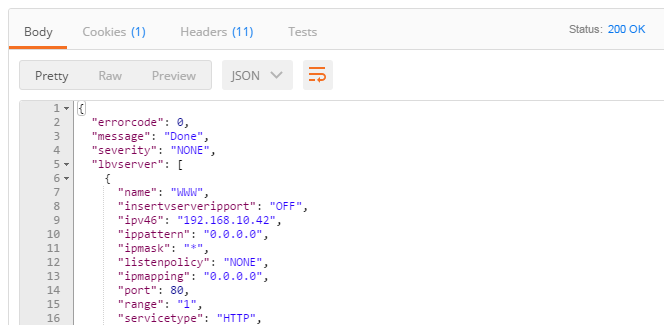 Body Cookies (1) Headers (11) Tests Status: 200 OK
Pretty Raw Preview JSON
1 {
2 "errorcode": 0,
3 "message": "Done",
4 "severity": "NONE",
5 "lbvserver": [
6 {
7 "name": "WWW",
8 "insertvserveripport": "OFF",
9 "ipv46": "192.168.10.42",
10 "ippattern": "0.0.0.0",
11 "ipmask": "*",
12 "listenpolicy": "NONE",
13 "ipmapping": "0.0.0.0",
14 "port": 80,
15 "range": "1",
16 "servicetype": "HTTP",